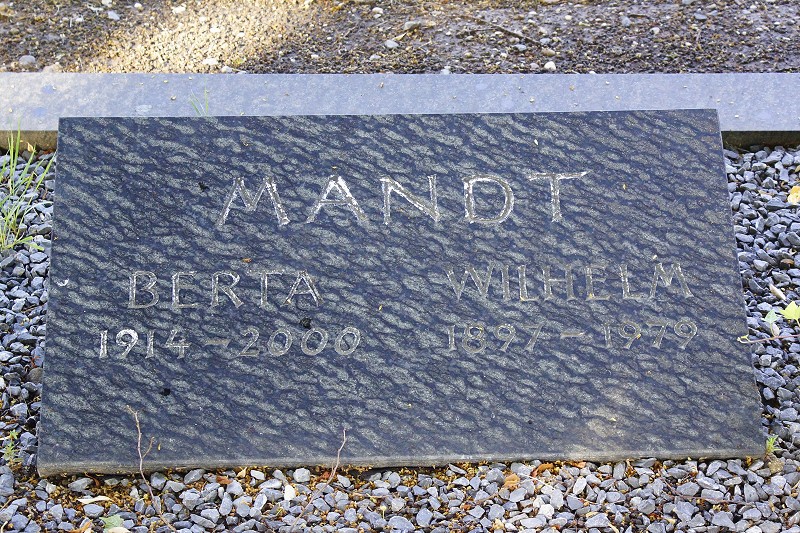 MANDT
BERTA WILHELM
1914 - 2000 1897 - 1979